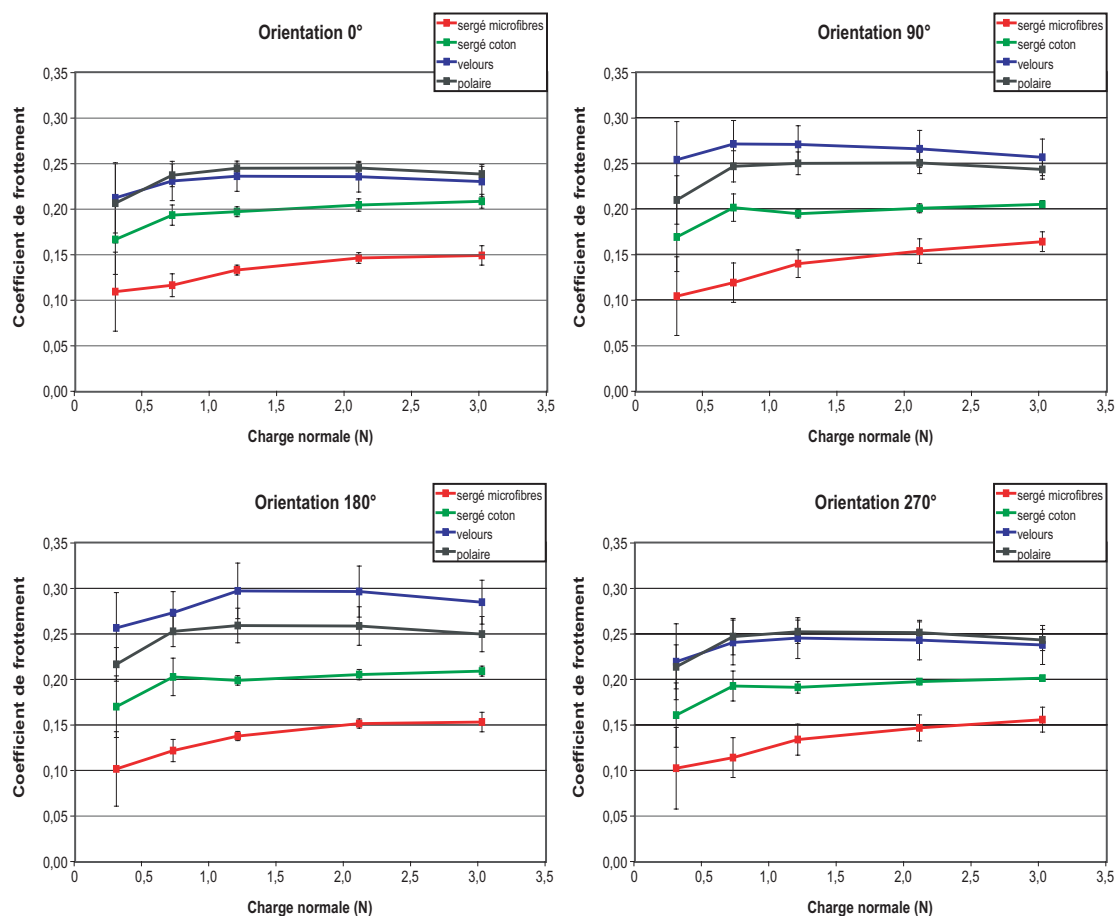 Orientation 0°
sergé microfibres
sergé coton
velours
polaire
Coefficient de frottement
0,35
0,30
0,25
0,20
0,15
0,10
0,05
0,00
0 0,5 1,0 1,5 2,0 2,5 3,0 3,5
Charge normale (N)
Orientation 90°
sergé microfibres
sergé coton
velours
polaire
Coefficient de frottement
0,35
0,30
0,25
0,20
0,15
0,10
0,05
0,00
0 0,5 1,0 1,5 2,0 2,5 3,0 3,5
Charge normale (N)
Orientation 180°
sergé microfibres
sergé coton
velours
polaire
Coefficient de frottement
0,35
0,30
0,25
0,20
0,15
0,10
0,05
0,00
0 0,5 1,0 1,5 2,0 2,5 3,0 3,5
Charge normale (N)
Orientation 270°
sergé microfibres
sergé coton
velours
polaire
Coefficient de frottement
0,35
0,30
0,25
0,20
0,15
0,10
0,05
0,00
0 0,5 1,0 1,5 2,0 2,5 3,0 3,5
Charge normale (N)